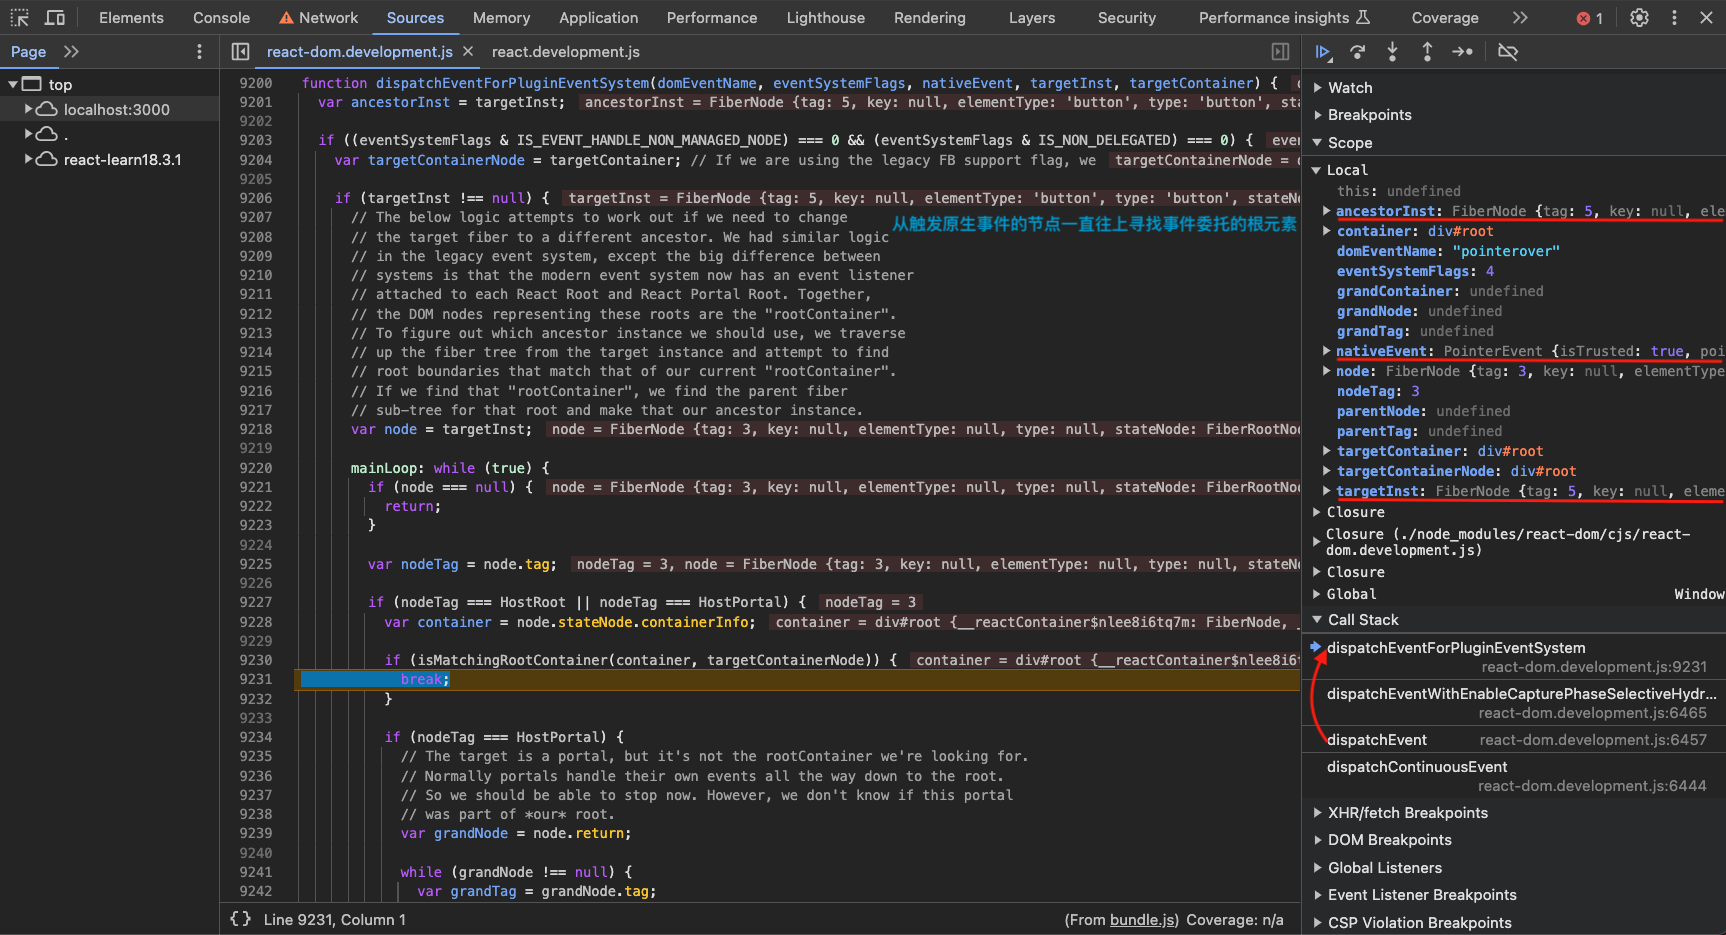 Elements Console Network Sources Memory Application Performance Lighthouse Rendering Layers Security Performance insights Coverage 1
Page react-dom.development.js react.development.js
top
localhost:3000
.
react-learn18.3.1
9200 function dispatchEventForPluginEventSystem(domEventName, eventSystemFlags, nativeEvent, targetInst, targetContainer) {
9201 var ancestorInst = targetInst; ancestorInst = FiberNode {tag: 5, key: null, elementType: 'button', type: 'button', sta
9202
9203 if ((eventSystemFlags & IS_EVENT_HANDLE_NON_MANAGED_NODE) === 0 && (eventSystemFlags & IS_NON_DELEGATED) === 0) { even
9204 var targetContainerNode = targetContainer; // If we are using the legacy FB support flag, we targetContainerNode =
9205
9206 if (targetInst !== null) { targetInst = FiberNode {tag: 5, key: null, elementType: 'button', type: 'button', stateN
9207 // The below logic attempts to work out if we need to change
从触发原生事件的节点一直往上寻找事件委托的根元素
9208 // the target fiber to a different ancestor. We had similar logic
9209 // in the legacy event system, except the big difference between
9210 // systems is that the modern event system now has an event listener
9211 // attached to each React Root and React Portal Root. Together,
9212 // the DOM nodes representing these roots are the "rootContainer".
9213 // To figure out which ancestor instance we should use, we traverse
9214 // up the fiber tree from the target instance and attempt to find
9215 // root boundaries that match that of our current "rootContainer".
9216 // If we find that "rootContainer", we find the parent fiber
9217 // sub-tree for that root and make that our ancestor instance.
9218 var node = targetInst; node = FiberNode {tag: 3, key: null, elementType: null, type: null, stateNode: FiberRootNo
9219
9220 mainLoop: while (true) {
9221 if (node === null) { node = FiberNode {tag: 3, key: null, elementType: null, type: null, stateNode: FiberRootNo
9222 return;
9223 }
9224
9225 var nodeTag = node.tag; nodeTag = 3, node = FiberNode {tag: 3, key: null, elementType: null, type: null, stateN
9226
9227 if (nodeTag === HostRoot || nodeTag === HostPortal) { nodeTag = 3
9228 var container = node.stateNode.containerInfo; container = div#root {__reactContainer$nlee8i6tq7m: FiberNode, _
9229
9230 if (isMatchingRootContainer(container, targetContainerNode)) { container = div#root {__reactContainer$nlee8i6t
9231 break;
9232 }
9233
9234 if (nodeTag === HostPortal) {
9235 // The target is a portal, but it's not the rootContainer we're looking for.
9236 // Normally portals handle their own events all the way down to the root.
9237 // So we should be able to stop now. However, we don't know if this portal
9238 // was part of *our* root.
9239 var grandNode = node.return;
9240
9241 while (grandNode !== null) {
9242 var grandTag = grandNode.tag;
{} Line 9231, Column 1 (From bundle.js) Coverage: n/a
Watch
Breakpoints
Scope
Local
this: undefined
ancestorInst: FiberNode {tag: 5, key: null, ele
container: div#root
domEventName: "pointerover"
eventSystemFlags: 4
grandContainer: undefined
grandNode: undefined
grandTag: undefined
nativeEvent: PointerEvent {isTrusted: true, poi
node: FiberNode {tag: 3, key: null, elementType
nodeTag: 3
parentNode: undefined
parentTag: undefined
targetContainer: div#root
targetContainerNode: div#root
targetInst: FiberNode {tag: 5, key: null, eleme
Closure
Closure (./node_modules/react-dom/cjs/react-
dom.development.js)
Closure
Global Window
Call Stack
dispatchEventForPluginEventSystem
react-dom.development.js:9231
dispatchEventWithEnableCapturePhaseSelectiveHydr...
react-dom.development.js:6465
dispatchEvent react-dom.development.js:6457
dispatchContinuousEvent
react-dom.development.js:6444
XHR/fetch Breakpoints
DOM Breakpoints
Global Listeners
Event Listener Breakpoints
CSP Violation Breakpoints